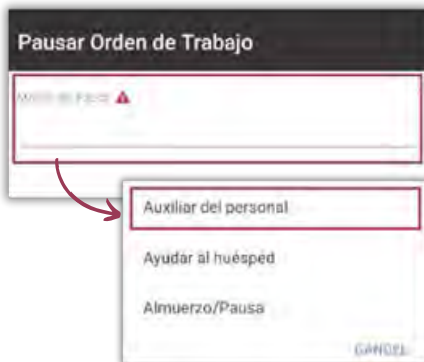 Pausar Orden de Trabajo
Auxiliar del personal
Ayudar al huésped
Almuerzo/Pausa
CANCEL